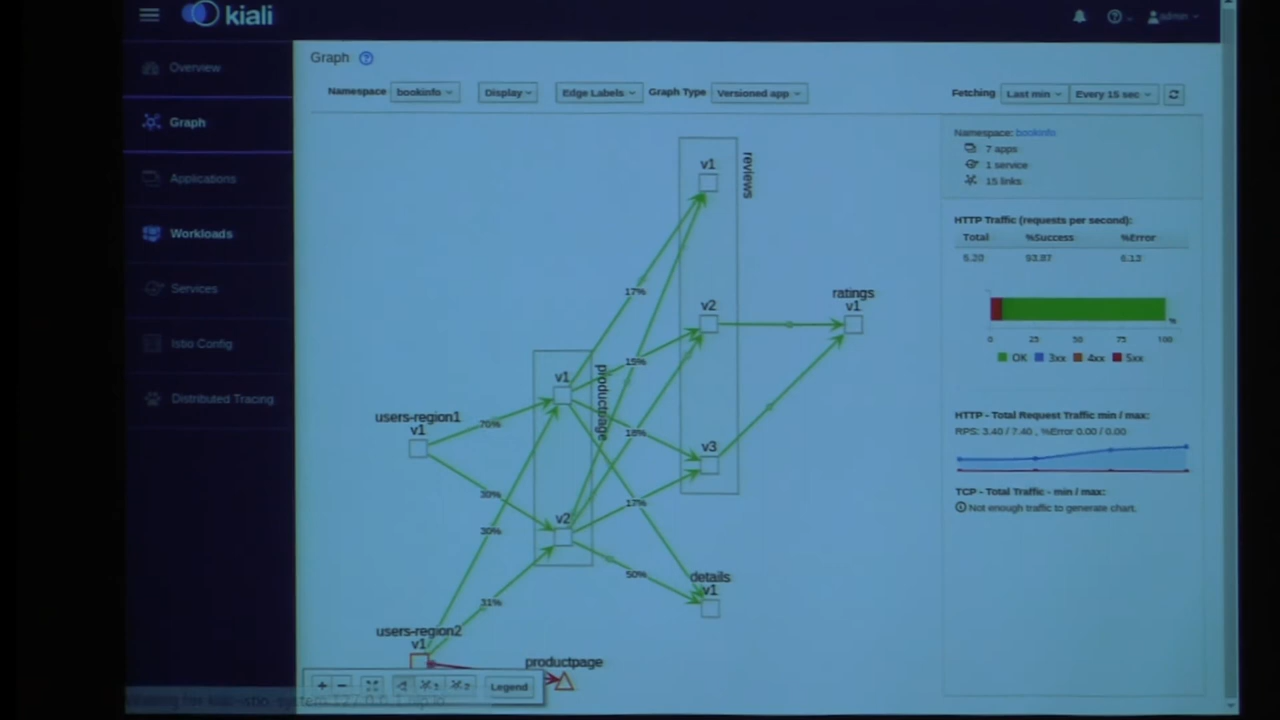 kiali
admin
Overview
Graph
Applications
Workloads
Services
Istio Config
Distributed Tracing
Graph
Namespace bookinfo Display Edge Labels Graph Type Versioned app Fetching Last min Every 15 sec
Namespace: bookinfo
7 apps
1 service
15 links
HTTP Traffic (requests per second):
Total %Success %Error
6.20 93.87 6.13
%
0 25 50 75 100
OK 3xx 4xx 5xx
HTTP - Total Request Traffic min / max:
RPS: 3.40 / 7.40 , %Error 0.00 / 0.00
TCP - Total Traffic - min / max:
Not enough traffic to generate chart.
reviews
v1
v2
v3
ratings
v1
productpage
v1
v2
users-region1
v1
users-region2
v1
details
v1
productpage
17%
15%
18%
17%
50%
70%
30%
30%
31%
Legend